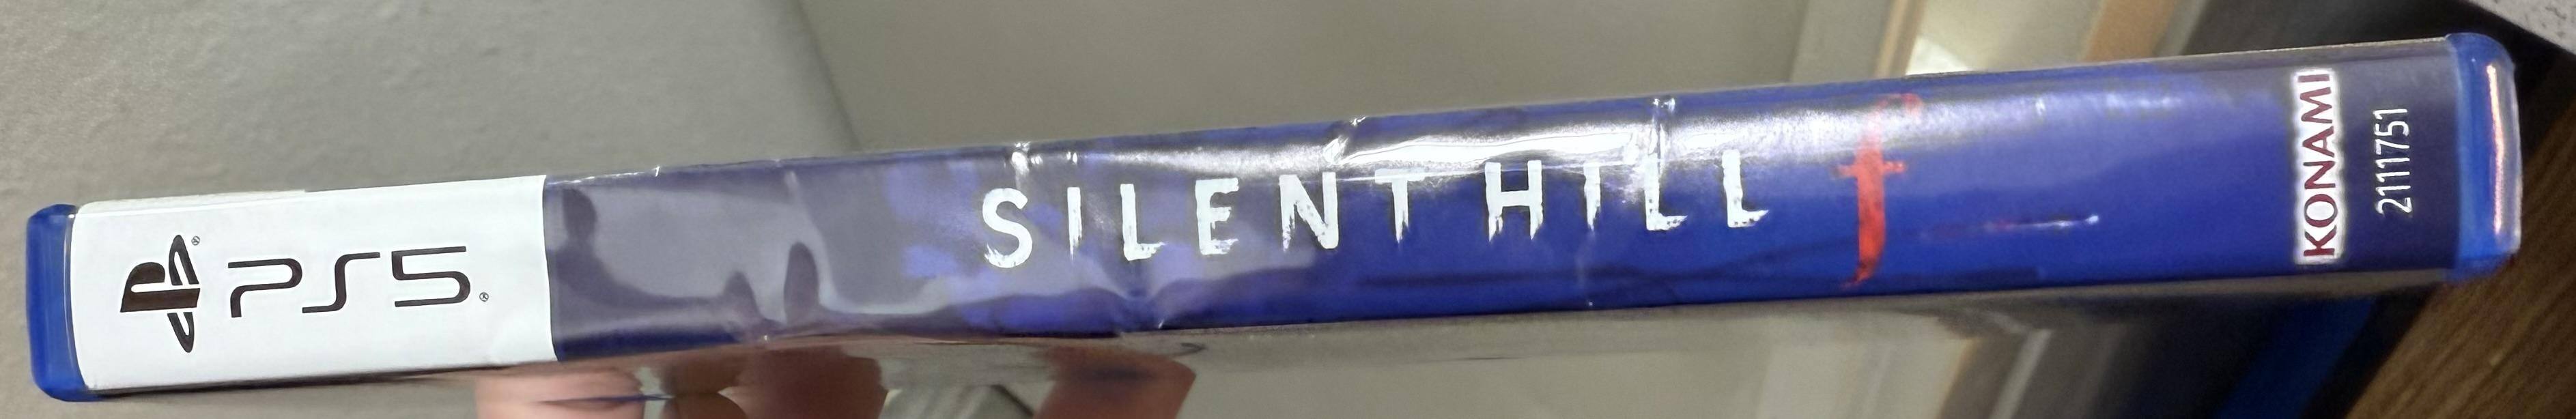 PS5
SILENT HILL f
KONAMI
2111751